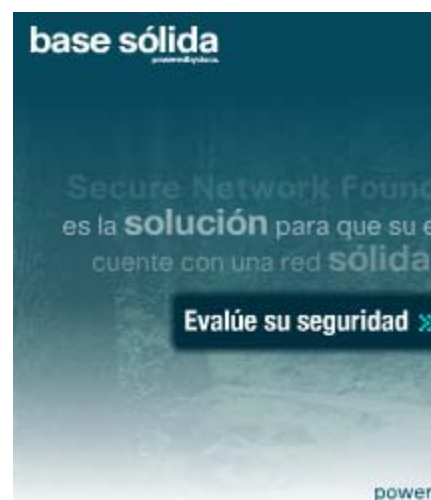 base sólida
poweredbycisco.
Secure Network Found
es la solución para que su e
cuente con una red sólida
Evalúe su seguridad »
power